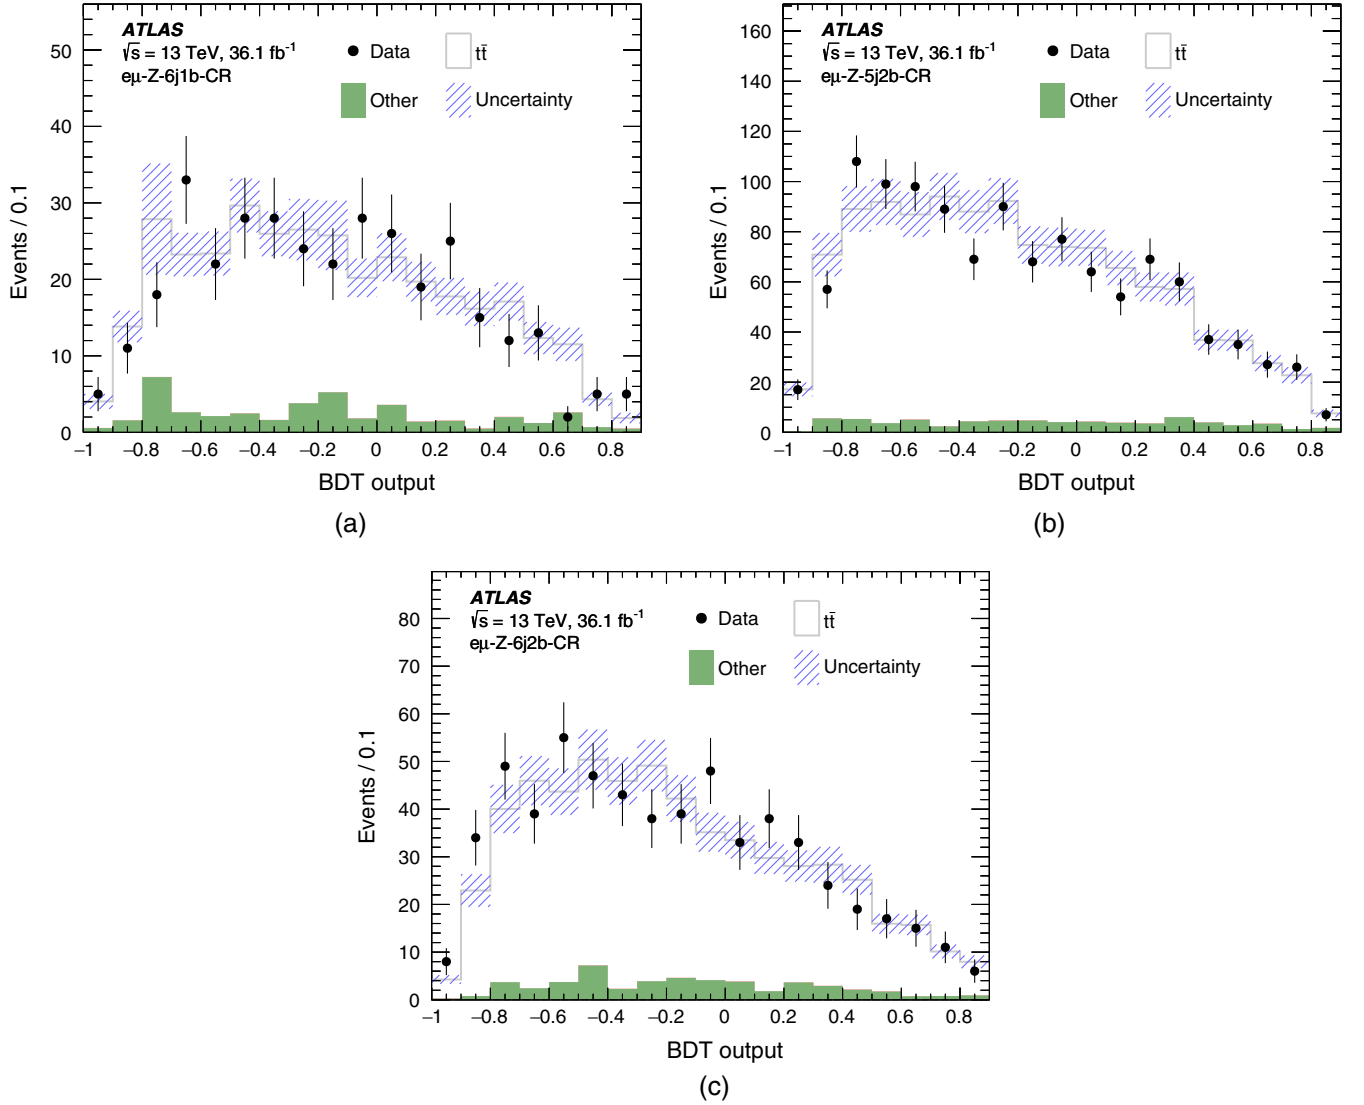 ATLAS
√s = 13 TeV, 36.1 fb⁻¹
eμ-Z-6j1b-CR
Data
tt̄
Other
Uncertainty
Events / 0.1
50
40
30
20
10
0
−1 −0.8 −0.6 −0.4 −0.2 0 0.2 0.4 0.6 0.8
BDT output
(a)
ATLAS
√s = 13 TeV, 36.1 fb⁻¹
eμ-Z-5j2b-CR
Data
tt̄
Other
Uncertainty
Events / 0.1
160
140
120
100
80
60
40
20
0
−1 −0.8 −0.6 −0.4 −0.2 0 0.2 0.4 0.6 0.8
BDT output
(b)
ATLAS
√s = 13 TeV, 36.1 fb⁻¹
eμ-Z-6j2b-CR
Data
tt̄
Other
Uncertainty
Events / 0.1
80
70
60
50
40
30
20
10
0
−1 −0.8 −0.6 −0.4 −0.2 0 0.2 0.4 0.6 0.8
BDT output
(c)